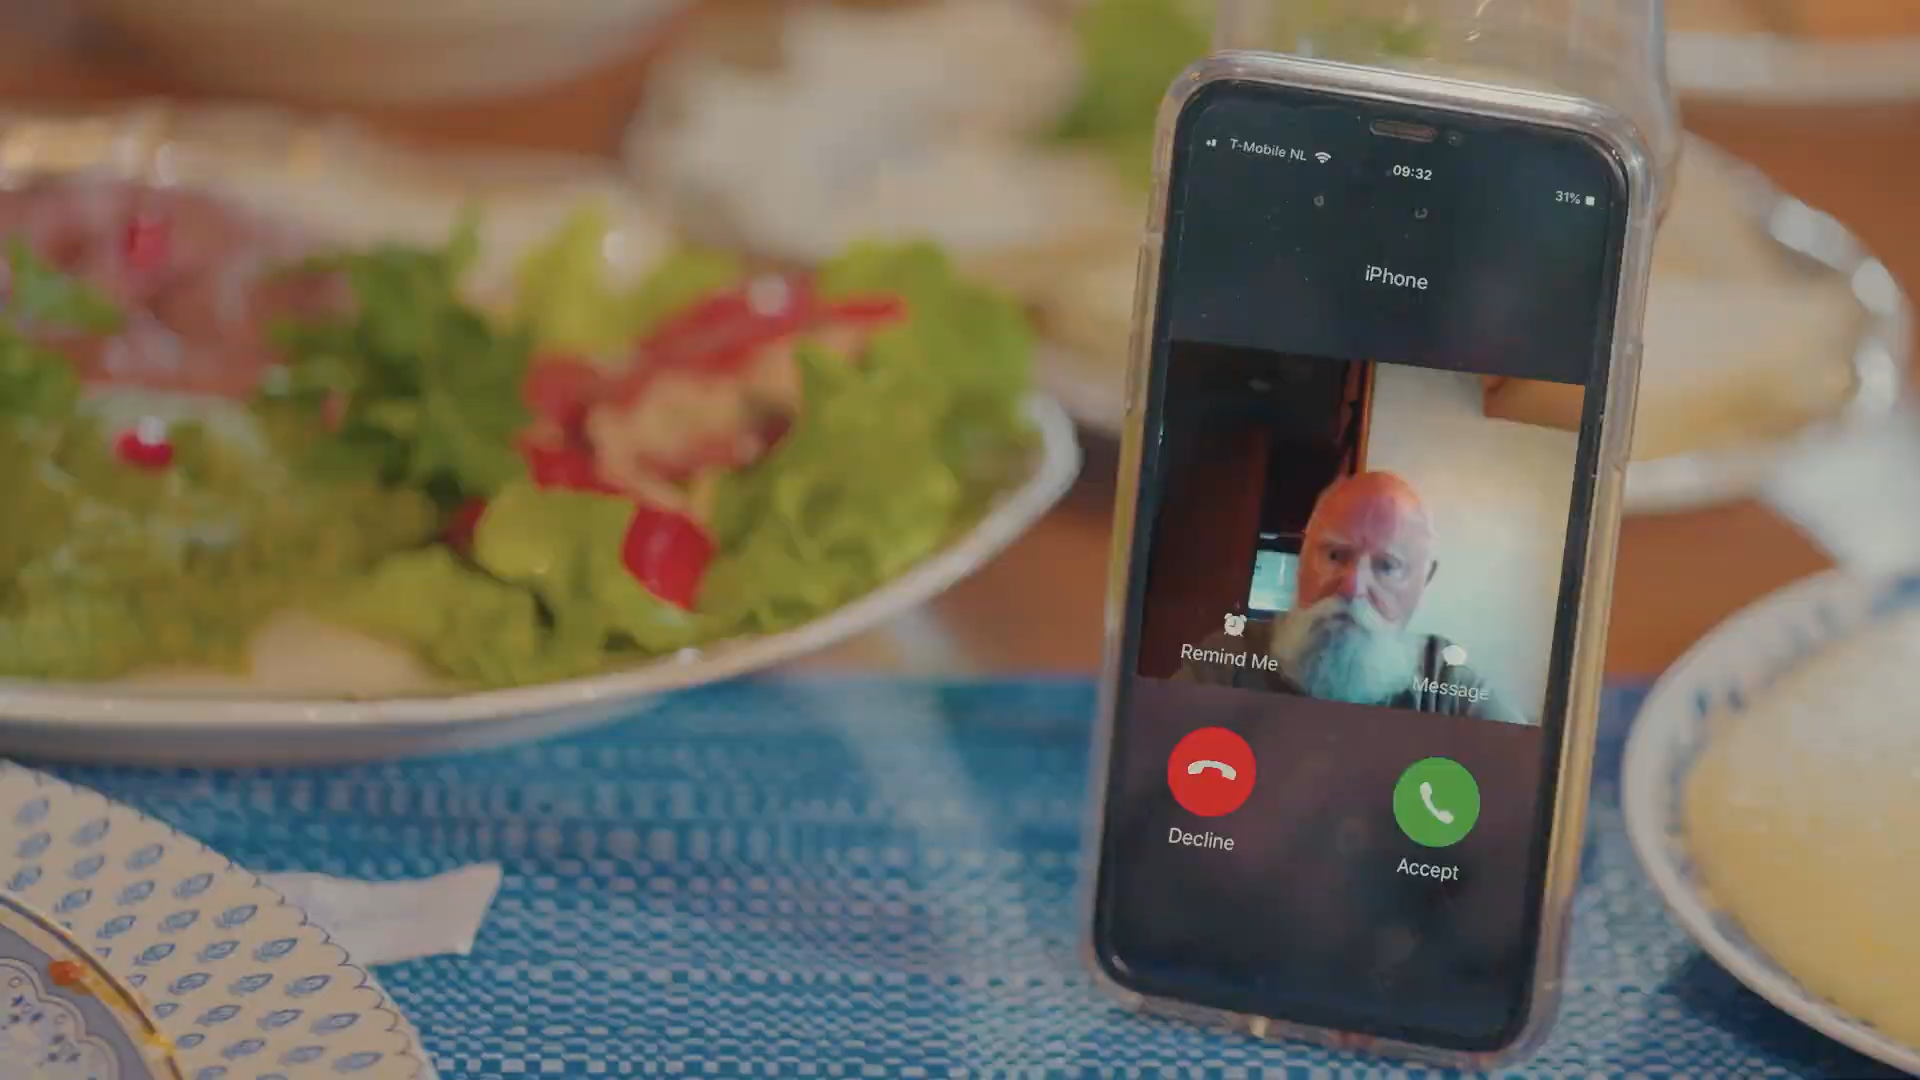 T-Mobile NL
09:32
31%
iPhone
Remind Me
Message
Decline
Accept